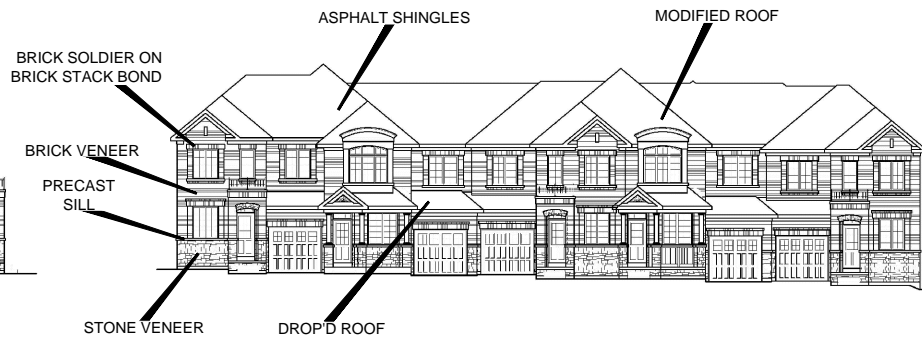 ASPHALT SHINGLES
MODIFIED ROOF
BRICK SOLDIER ON
BRICK STACK BOND
BRICK VENEER
PRECAST
SILL
STONE VENEER
DROP'D ROOF